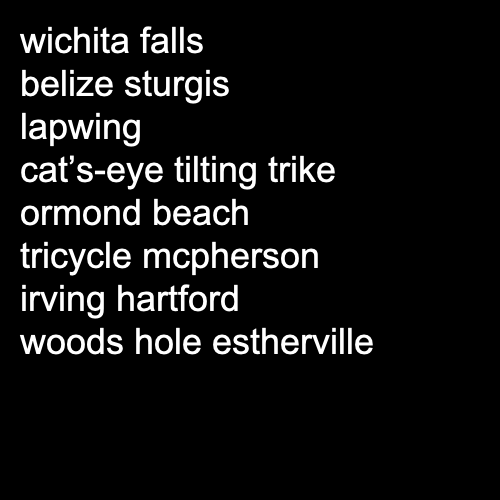 wichita falls
belize sturgis
lapwing
cat’s-eye tilting trike
ormond beach
tricycle mcpherson
irving hartford
woods hole estherville